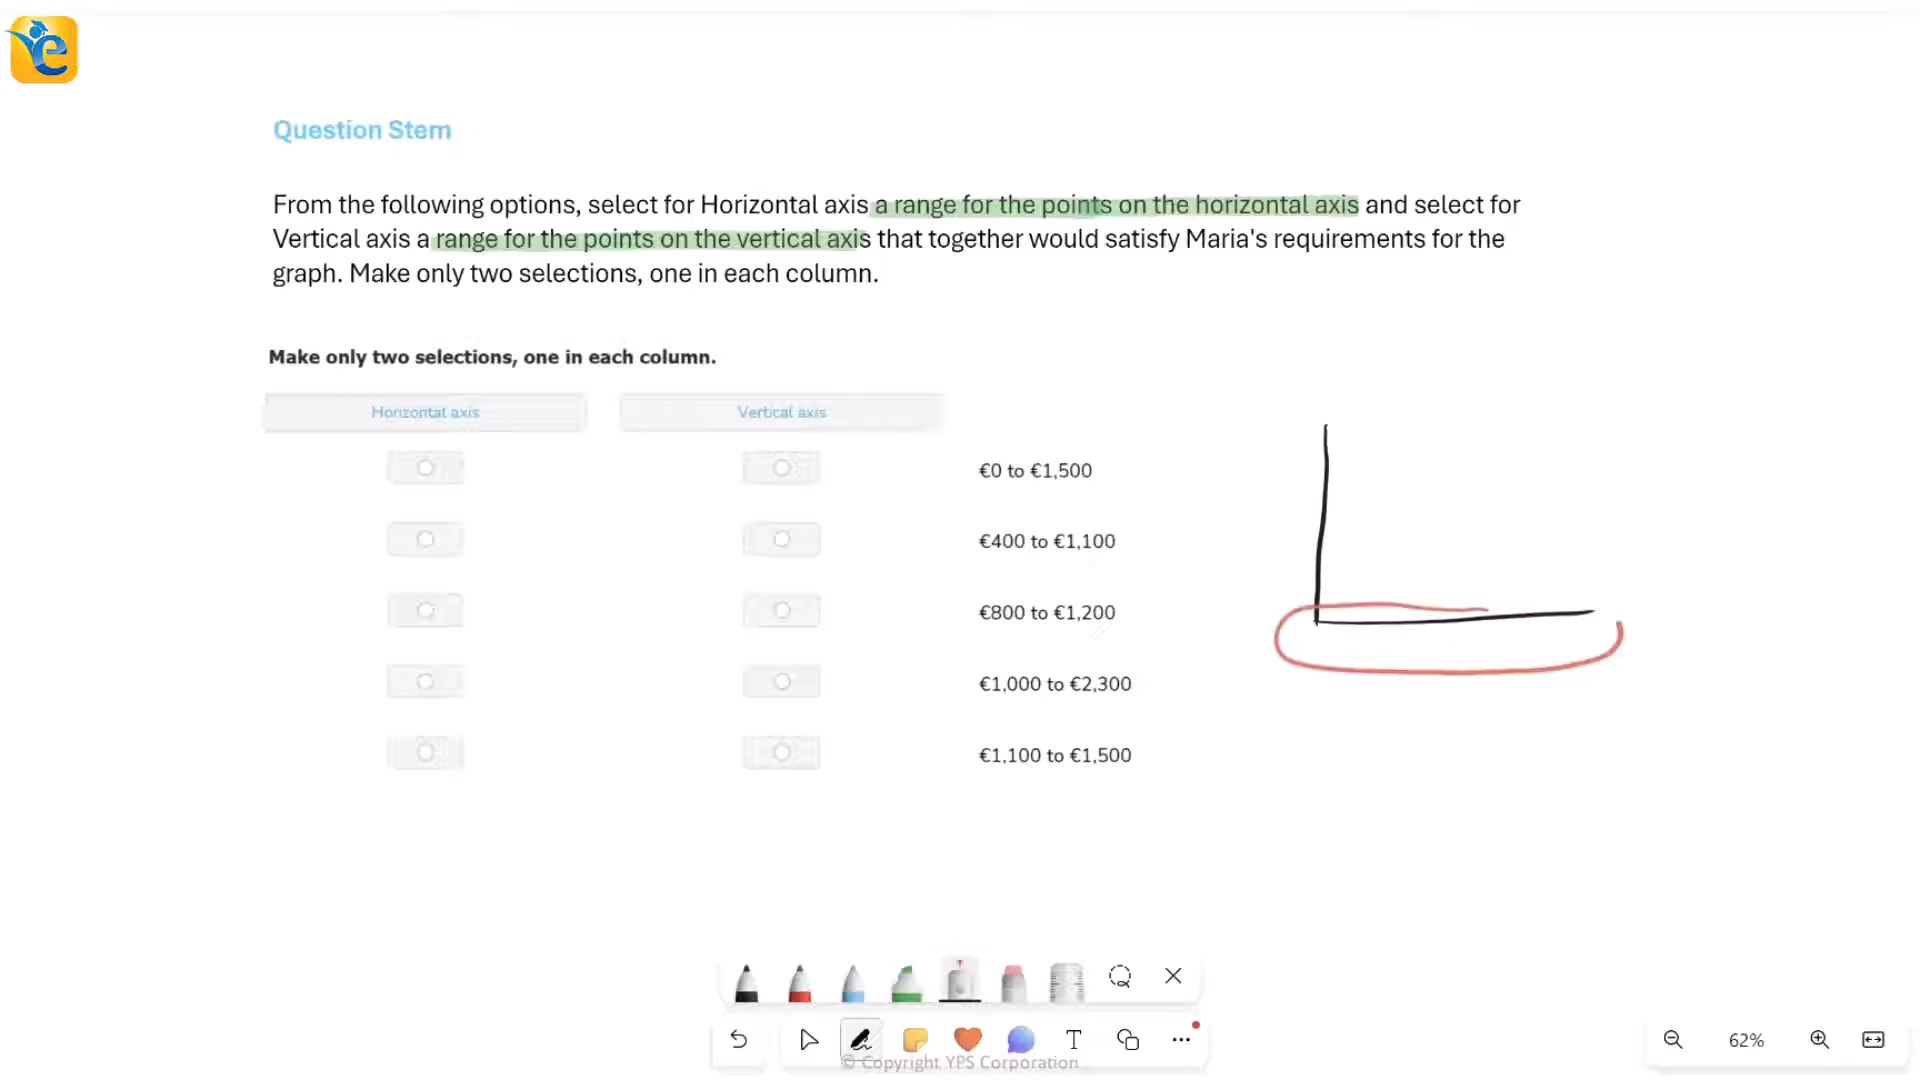 Question Stem
From the following options, select for Horizontal axis a range for the points on the horizontal axis and select for
Vertical axis a range for the points on the vertical axis that together would satisfy Maria's requirements for the
graph. Make only two selections, one in each column.
Make only two selections, one in each column.
Horizontal axis
Vertical axis
€0 to €1,500
€400 to €1,100
€800 to €1,200
€1,000 to €2,300
€1,100 to €1,500
T
© Copyright YPS Corporation
62%